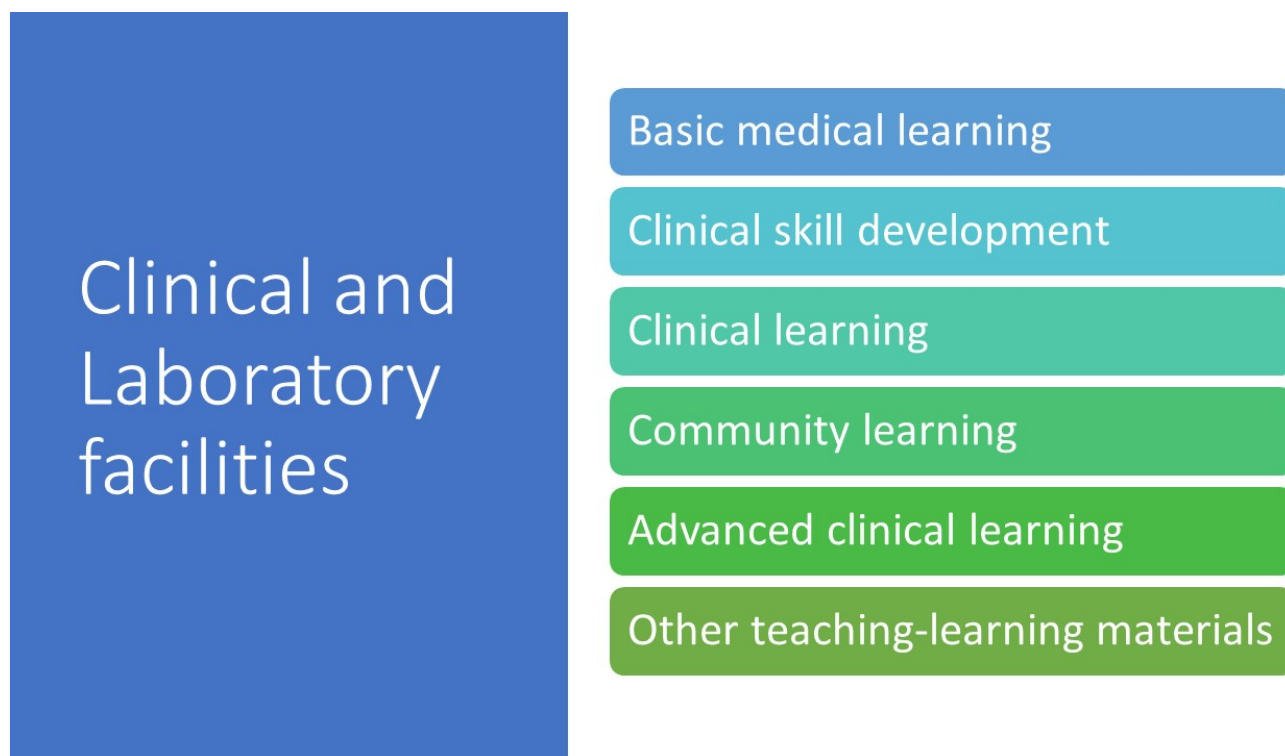 Clinical and
Laboratory
facilities
Basic medical learning
Clinical skill development
Clinical learning
Community learning
Advanced clinical learning
Other teaching-learning materials